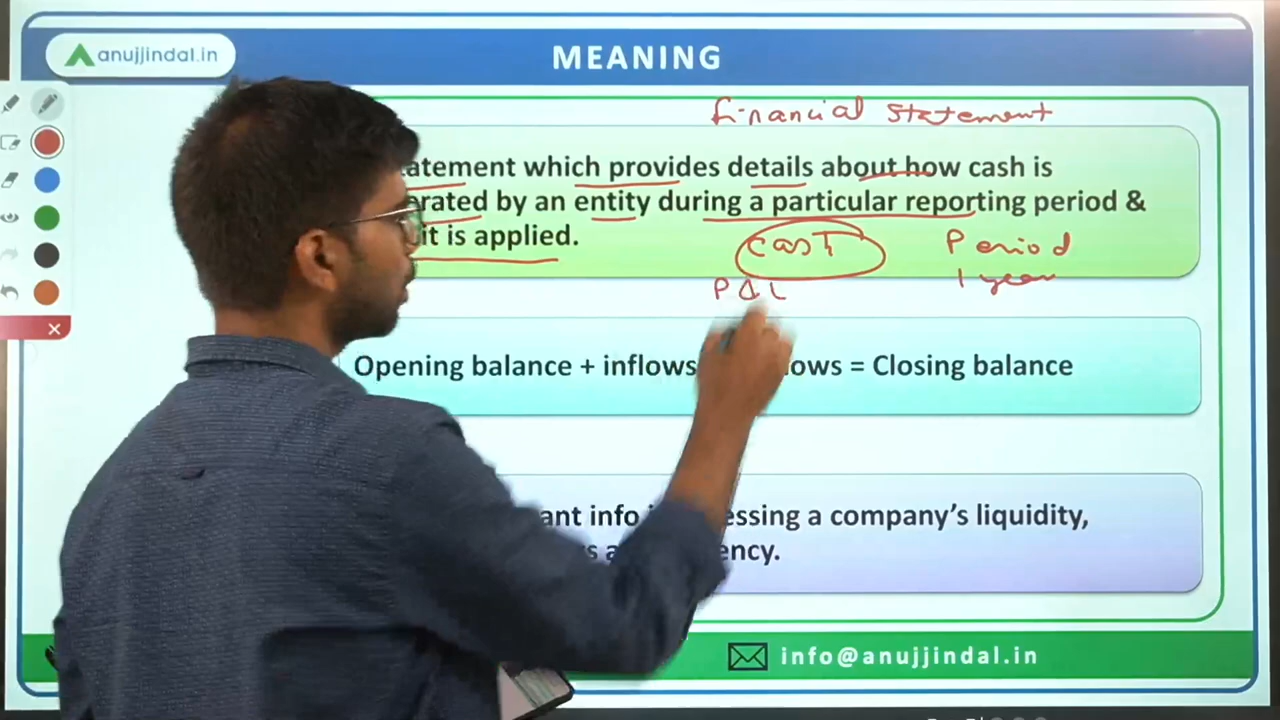 anujjindal.in
MEANING
Financial Statement
atement which provides details about how cash is
erated by an entity during a particular reporting period &
it is applied.
Cash
Period
P & L
1 year
Opening balance + inflows lows = Closing balance
ant info essing a company's liquidity,
ency.
info@anujjindal.in